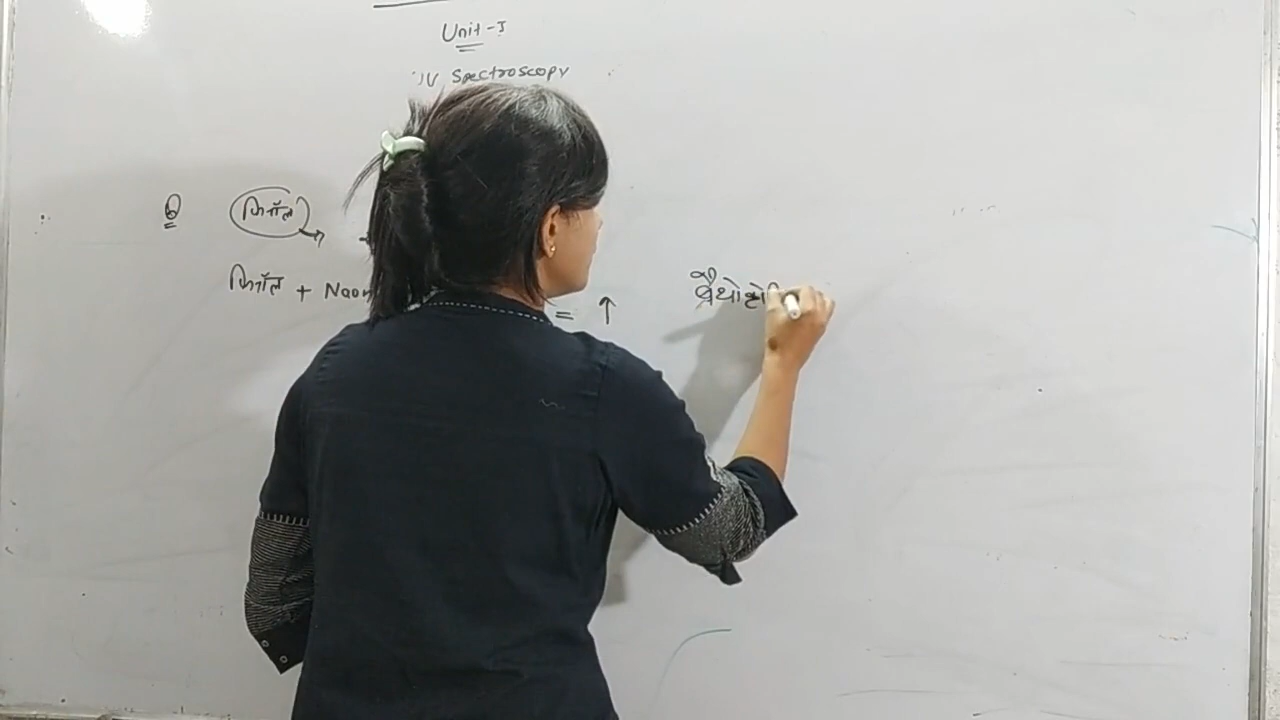 Unit-I
UV Spectroscopy
Q फिनॉल
फिनॉल + NaOH = ↑
बैथोक्रोमि